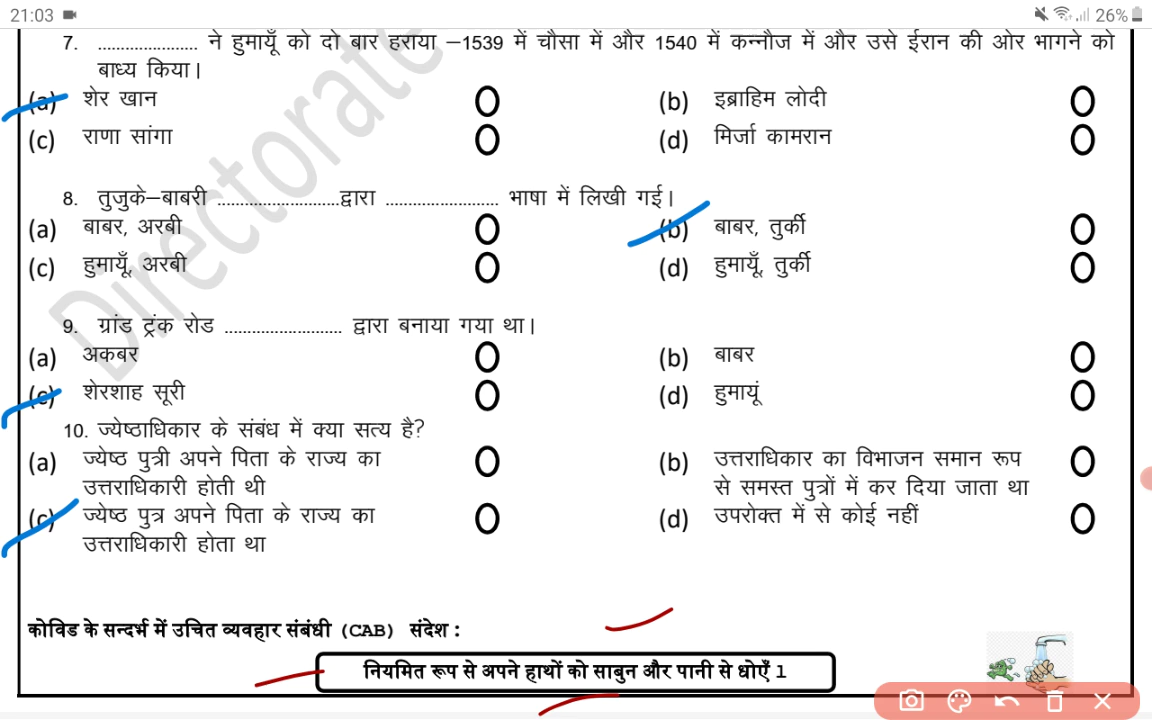 21:03 26%
7. ...................... ने हुमायूँ को दो बार हराया –1539 में चौसा में और 1540 में कन्नौज में और उसे ईरान की ओर भागने को
बाध्य किया।
(a) शेर खान (b) इब्राहिम लोदी
(c) राणा सांगा (d) मिर्जा कामरान
8. तुजुके–बाबरी ...........................द्वारा ......................... भाषा में लिखी गई।
(a) बाबर, अरबी (b) बाबर, तुर्की
(c) हुमायूँ, अरबी (d) हुमायूँ, तुर्की
9. ग्रांड ट्रंक रोड .......................... द्वारा बनाया गया था।
(a) अकबर (b) बाबर
(c) शेरशाह सूरी (d) हुमायूं
10. ज्येष्ठाधिकार के संबंध में क्या सत्य है?
(a) ज्येष्ठ पुत्री अपने पिता के राज्य का (b) उत्तराधिकार का विभाजन समान रूप
उत्तराधिकारी होती थी से समस्त पुत्रों में कर दिया जाता था
(c) ज्येष्ठ पुत्र अपने पिता के राज्य का (d) उपरोक्त में से कोई नहीं
उत्तराधिकारी होता था
कोविड के सन्दर्भ में उचित व्यवहार संबंधी (CAB) संदेश :
नियमित रूप से अपने हाथों को साबुन और पानी से धोएँ l
Directorate